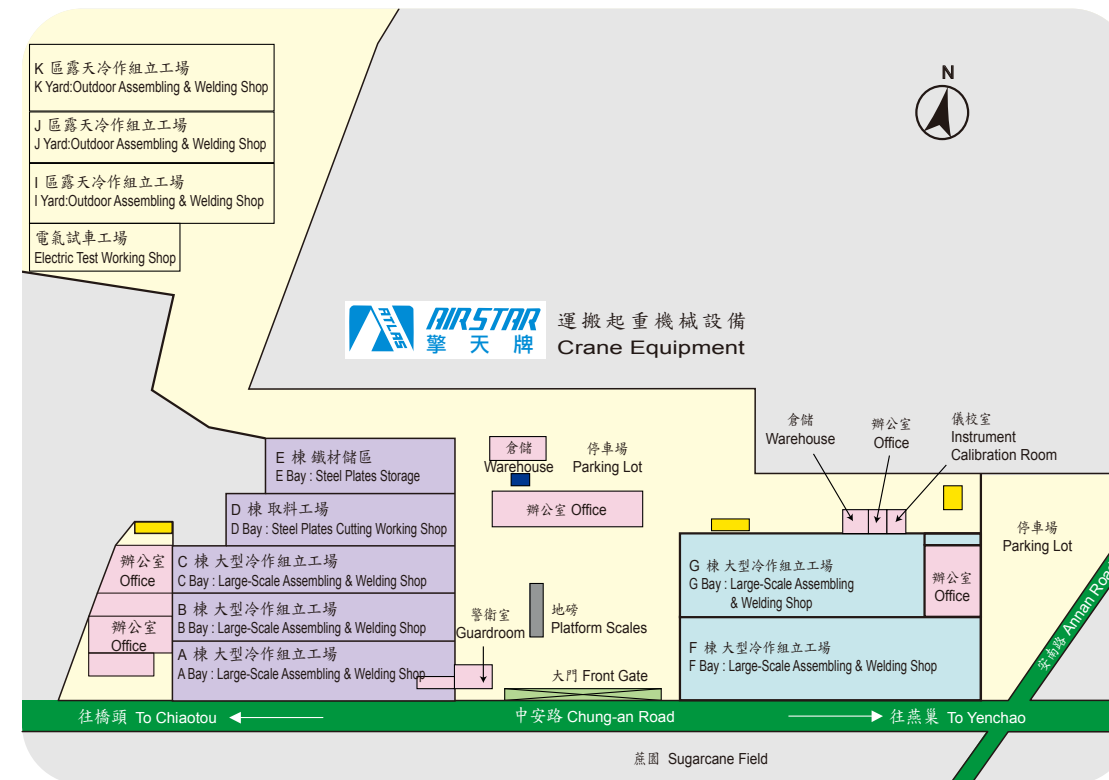 K 區露天冷作組立工場
K Yard:Outdoor Assembling & Welding Shop
J 區露天冷作組立工場
J Yard:Outdoor Assembling & Welding Shop
I 區露天冷作組立工場
I Yard:Outdoor Assembling & Welding Shop
電氣試車工場
Electric Test Working Shop
N
ATLAS
AIRSTAR
擎天牌
運搬起重機械設備
Crane Equipment
倉儲
Warehouse
辦公室
Office
儀校室
Instrument
Calibration Room
E 棟 鐵材儲區
E Bay : Steel Plates Storage
倉儲
Warehouse
停車場
Parking Lot
D 棟 取料工場
D Bay : Steel Plates Cutting Working Shop
辦公室 Office
停車場
Parking Lot
辦公室
Office
C 棟 大型冷作組立工場
C Bay : Large-Scale Assembling & Welding Shop
G 棟 大型冷作組立工場
G Bay : Large-Scale Assembling
& Welding Shop
辦公室
Office
辦公室
Office
B 棟 大型冷作組立工場
B Bay : Large-Scale Assembling & Welding Shop
警衛室
Guardroom
地磅
Platform Scales
A 棟 大型冷作組立工場
A Bay : Large-Scale Assembling & Welding Shop
F 棟 大型冷作組立工場
F Bay : Large-Scale Assembling & Welding Shop
安南路 Annan Road
大門 Front Gate
往橋頭 To Chiaotou
中安路 Chung-an Road
往燕巢 To Yenchao
蔗園 Sugarcane Field